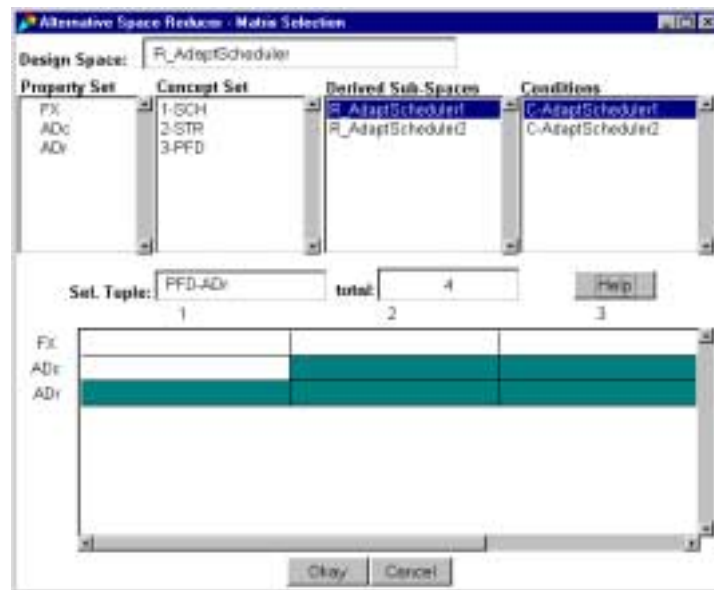 Alternative Space Reducer - Matrix Selection
Design Space: R_AdaptScheduler
Property Set Concept Set Derived Sub-Spaces Conditions
FX 1-SCH R_AdaptScheduler1 C-AdaptScheduler1
ADc 2-STR R_AdaptScheduler2 C-AdaptScheduler2
ADr 3-PFD
Sel. Tuple: PFD-ADr total: 4 Help
1 2 3
FX
ADc
ADr
Okay Cancel